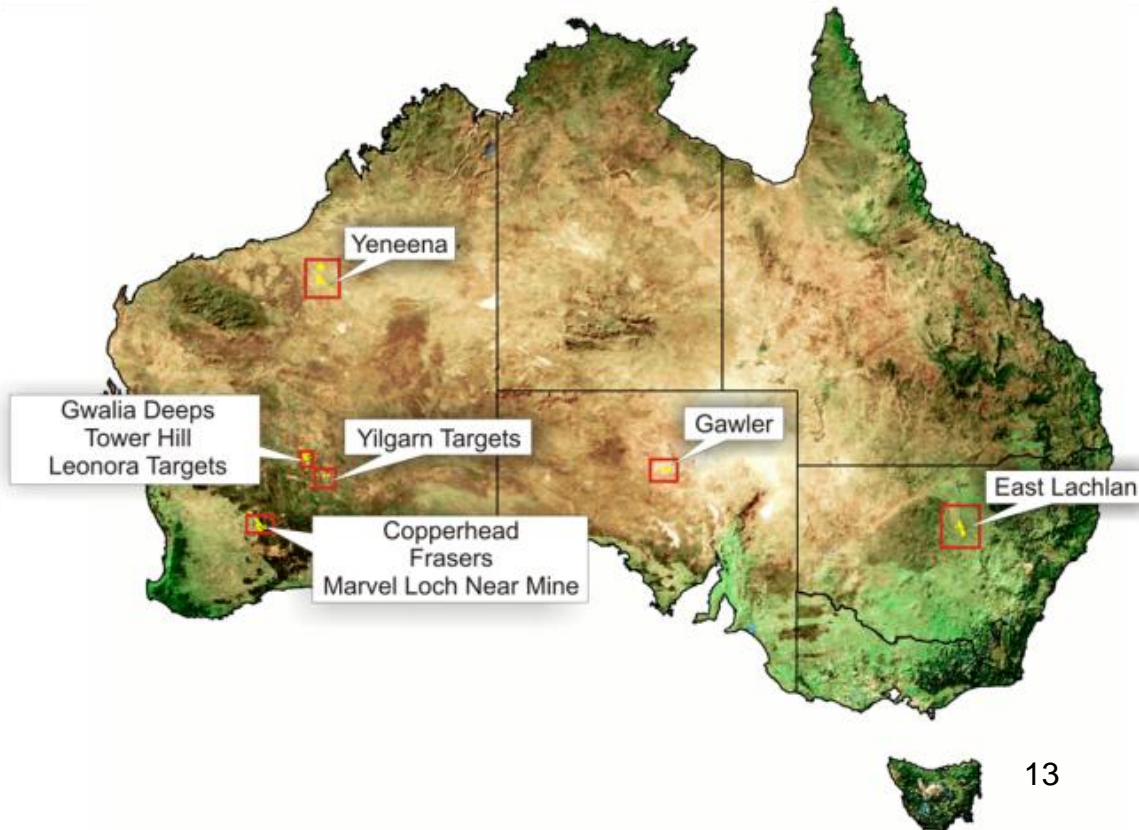 Yeneena
Gwalia Deeps
Tower Hill
Leonora Targets
Yilgarn Targets
Gawler
East Lachlan
Copperhead
Frasers
Marvel Loch Near Mine
13